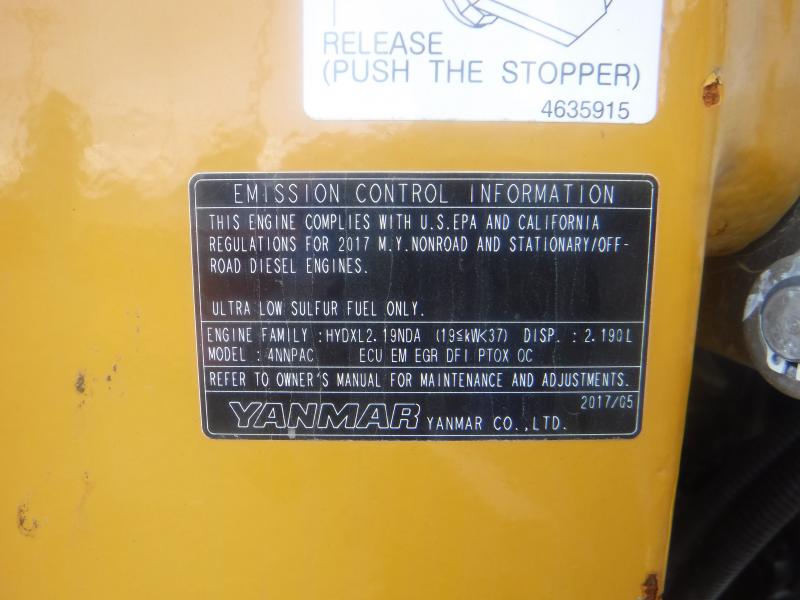 RELEASE
(PUSH THE STOPPER)
4635915
EMISSION CONTROL INFORMATION
THIS ENGINE COMPLIES WITH U.S.EPA AND CALIFORNIA
REGULATIONS FOR 2017 M.Y.NONROAD AND STATIONARY/OFF-
ROAD DIESEL ENGINES.
ULTRA LOW SULFUR FUEL ONLY.
ENGINE FAMILY : HYDXL2.19NDA (19≦kW<37) DISP. : 2.190L
MODEL : 4NNPAC ECU EM EGR DFI PTOX OC
REFER TO OWNER'S MANUAL FOR MAINTENANCE AND ADJUSTMENTS.
2017/05
YANMAR YANMAR CO.,LTD.